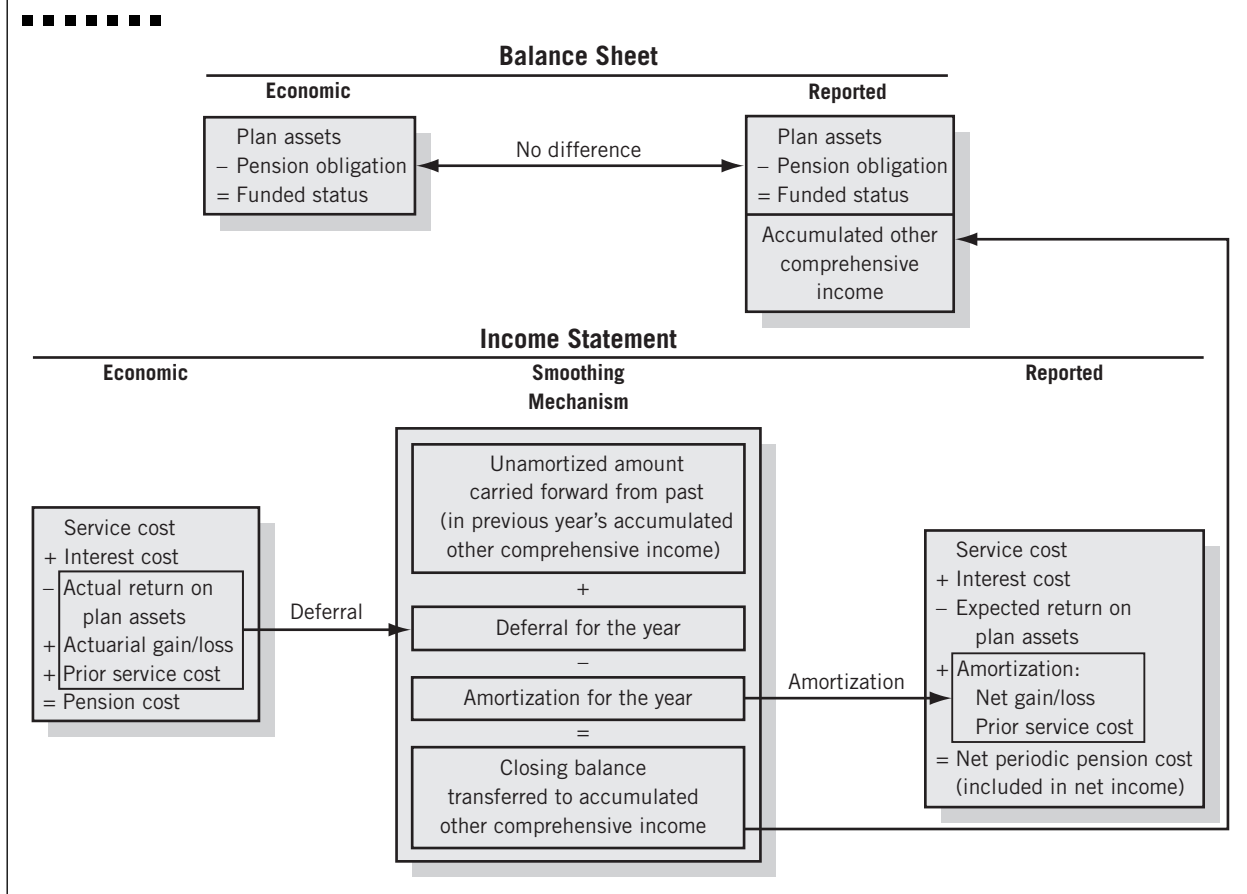 Balance Sheet
Economic
Reported
Plan assets
– Pension obligation
= Funded status
No difference
Plan assets
– Pension obligation
= Funded status
Accumulated other
comprehensive
income
Income Statement
Economic
Smoothing
Mechanism
Reported
Service cost
+ Interest cost
– Actual return on
plan assets
+ Actuarial gain/loss
+ Prior service cost
= Pension cost
Deferral
Unamortized amount
carried forward from past
(in previous year's accumulated
other comprehensive income)
+
Deferral for the year
–
Amortization for the year
=
Closing balance
transferred to accumulated
other comprehensive income
Amortization
Service cost
+ Interest cost
– Expected return on
plan assets
+ Amortization:
Net gain/loss
Prior service cost
= Net periodic pension cost
(included in net income)